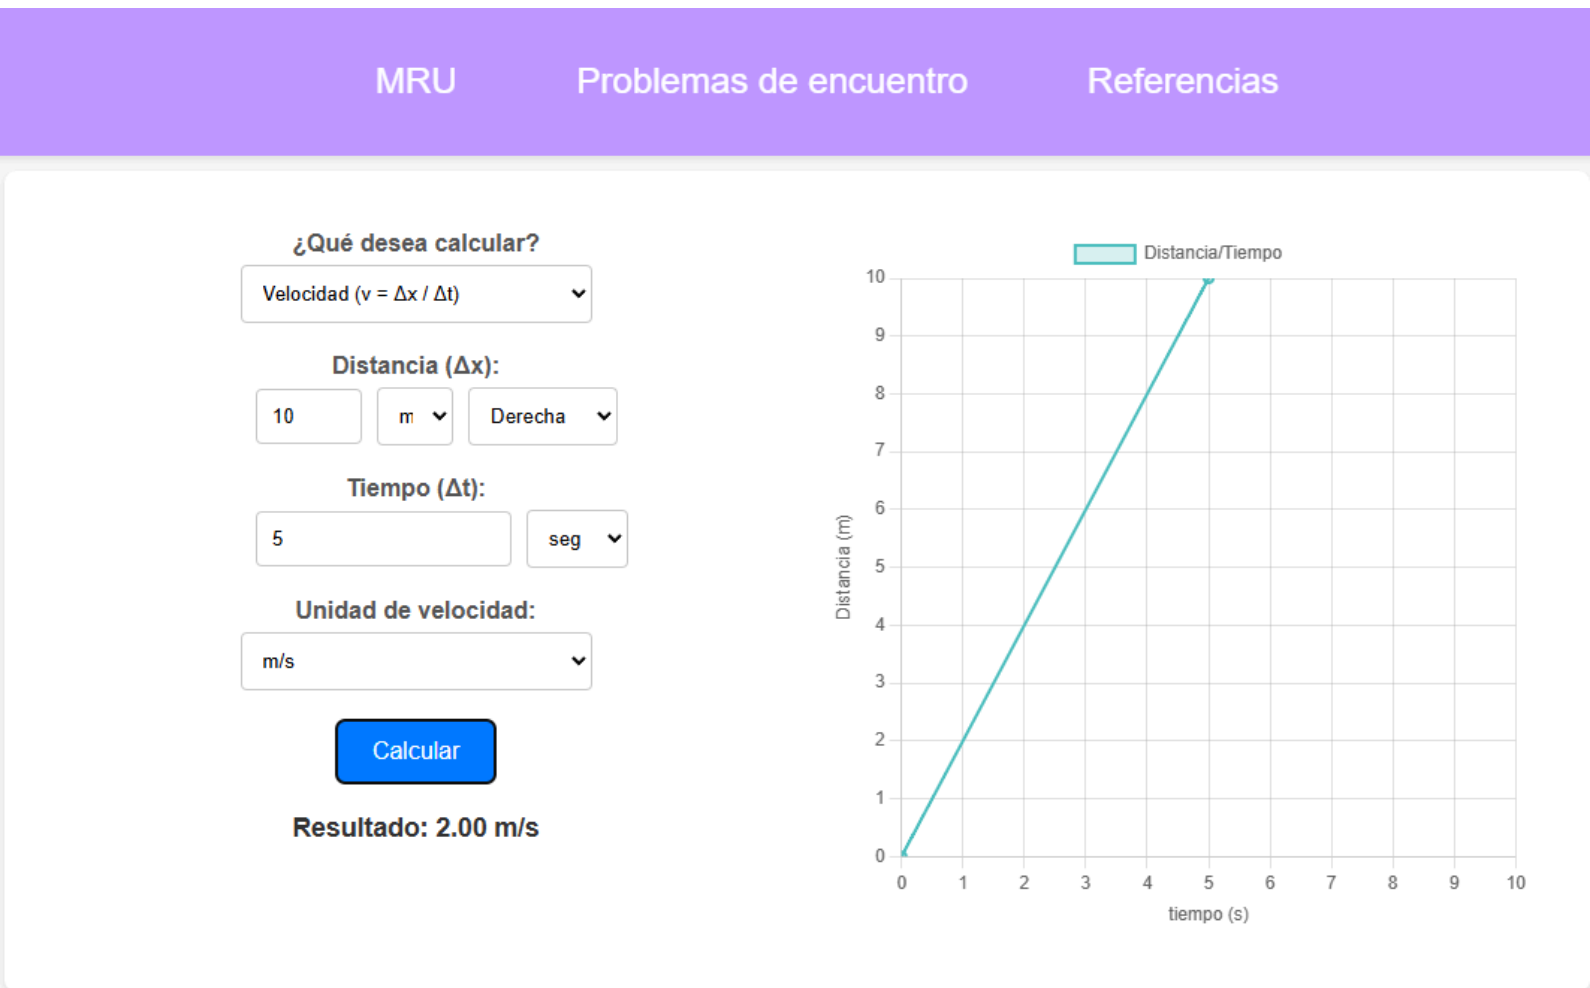 MRU Problemas de encuentro Referencias
¿Qué desea calcular?
Velocidad (v = Δx / Δt)
Distancia (Δx):
10 m Derecha
Tiempo (Δt):
5 seg
Unidad de velocidad:
m/s
Calcular
Resultado: 2.00 m/s
Distancia/Tiempo
10
9
8
7
6
5
4
3
2
1
0
Distancia (m)
0 1 2 3 4 5 6 7 8 9 10
tiempo (s)